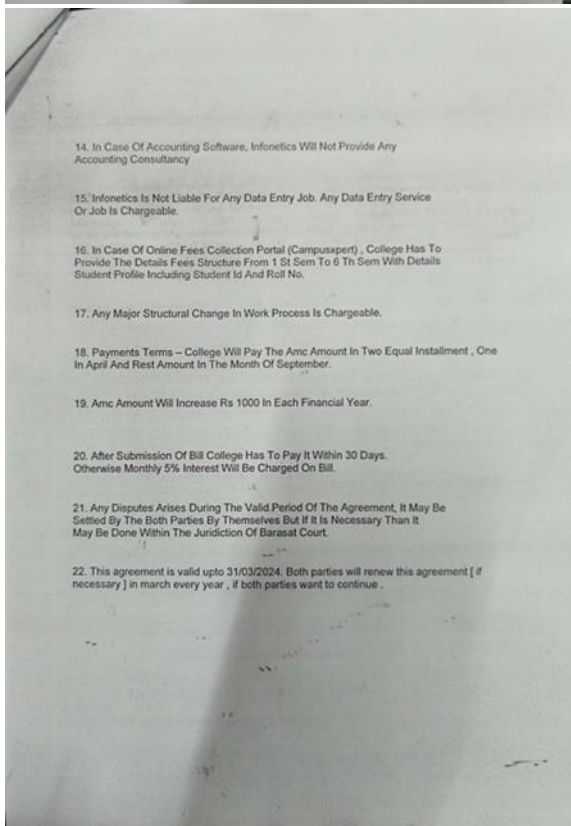 14. In Case Of Accounting Software, Infonetics Will Not Provide Any
Accounting Consultancy
15. Infonetics Is Not Liable For Any Data Entry Job. Any Data Entry Service
Or Job Is Chargeable.
16. In Case Of Online Fees Collection Portal (Campusxpert) , College Has To
Provide The Details Fees Structure From 1 St Sem To 6 Th Sem With Details
Student Profile Including Student Id And Roll No.
17. Any Major Structural Change In Work Process Is Chargeable.
18. Payments Terms – College Will Pay The Amc Amount In Two Equal Installment , One
In April And Rest Amount In The Month Of September.
19. Amc Amount Will Increase Rs 1000 In Each Financial Year.
20. After Submission Of Bill College Has To Pay It Within 30 Days.
Otherwise Monthly 5% Interest Will Be Charged On Bill.
21. Any Disputes Arises During The Valid Period Of The Agreement, It May Be
Settled By The Both Parties By Themselves But If It Is Necessary Than It
May Be Done Within The Juridiction Of Barasat Court.
22. This agreement is valid upto 31/03/2024. Both parties will renew this agreement [ if
necessary ] in march every year , if both parties want to continue .